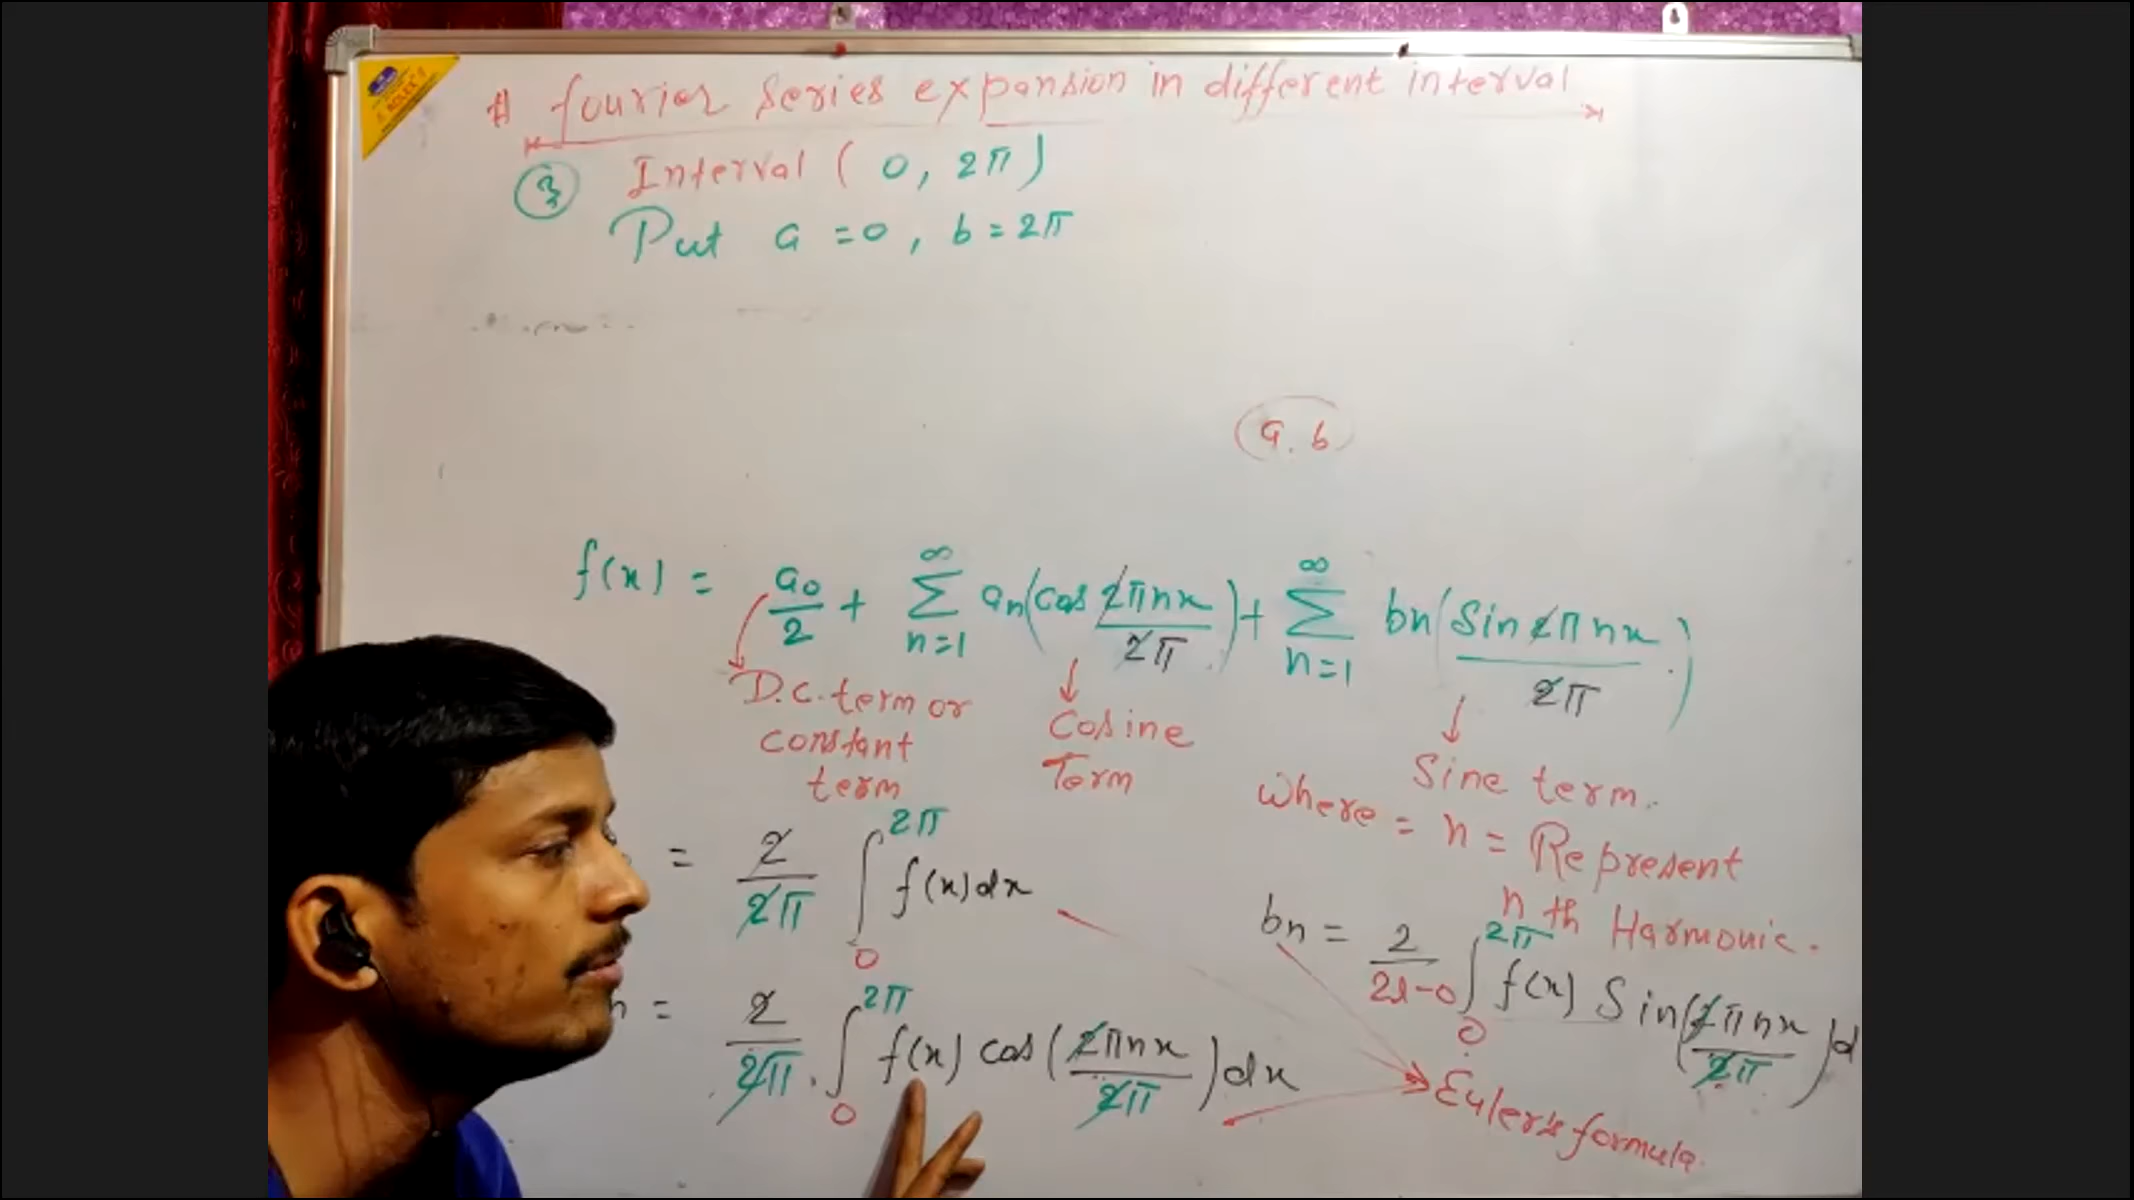 # fourier series expansion in different interval
③ Interval ( 0, 2π )
Put a = 0, b = 2π
a. b
f(x) = a0/2 + ∑ n=1 ∞ an (cos 2πnx/2π) + ∑ n=1 ∞ bn (Sin 2πnx/2π)
D.C. term or
constant
term
Cosine
Term
Sine term.
where = n = Represent
nth Harmonic.
= 2/2π ∫ 0 2π f(x)dx
n = 2/2π . ∫ 0 2π f(x) cos (2πnx/2π) dx
bn = 2/2l-0 ∫ 0 2π f(x) Sin (2πnx/2π) d
Euler's formula.